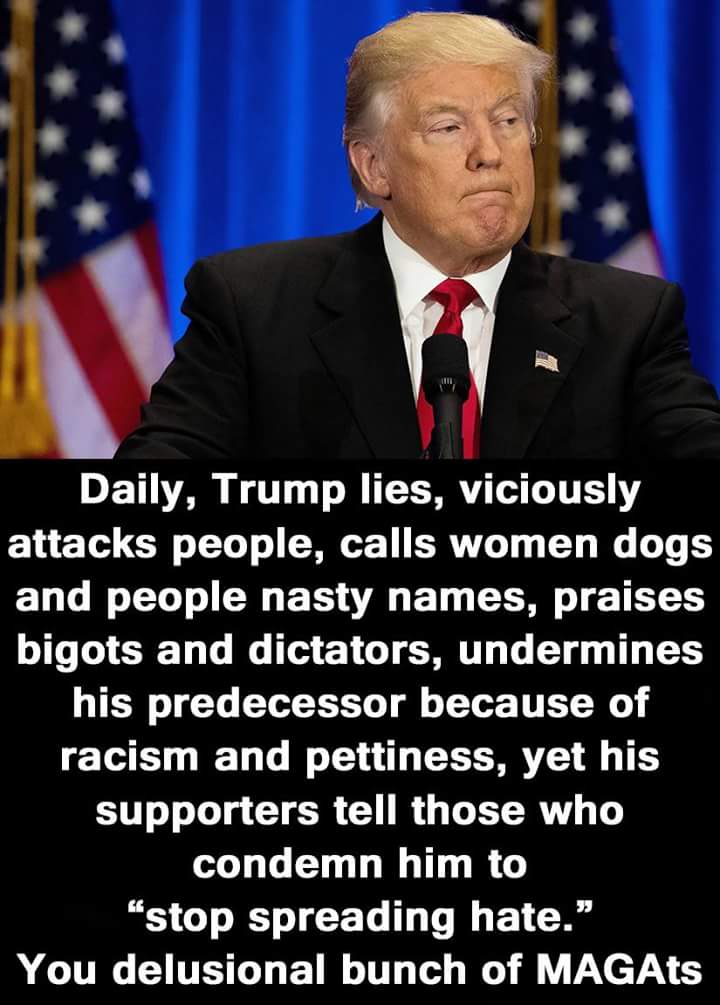 Daily, Trump lies, viciously
attacks people, calls women dogs
and people nasty names, praises
bigots and dictators, undermines
his predecessor because of
racism and pettiness, yet his
supporters tell those who
condemn him to
“stop spreading hate.”
You delusional bunch of MAGAts